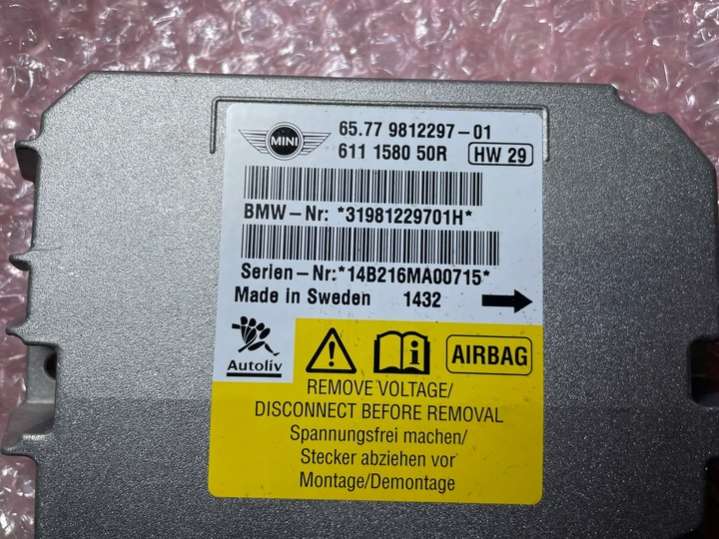 MINI
65.77 9812297-01
611 1580 50R HW 29
BMW-Nr: *31981229701H*
Serien-Nr:*14B216MA00715*
Made in Sweden 1432
Autoliv
AIRBAG
REMOVE VOLTAGE/
DISCONNECT BEFORE REMOVAL
Spannungsfrei machen/
Stecker abziehen vor
Montage/Demontage